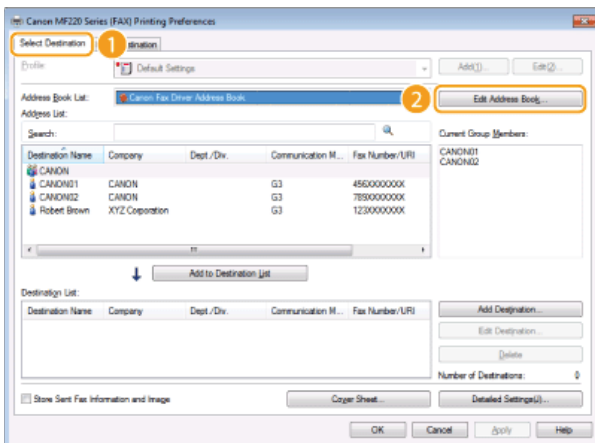 Canon MF220 Series (FAX) Printing Preferences
Select Destination 1 stination
Profile Default Settings Add(1)... Edit(2)...
Address Book List: Canon Fax Driver Address Book 2 Edit Address Book...
Address List:
Search: Current Group Members:
Destination Name Company Dept./Div. Communication M... Fax Number/URI CANON01
CANON CANON02
CANON01 CANON G3 456XXXXXXX
CANON02 CANON G3 789XXXXXXX
Robert Brown XYZ Corporation G3 123XXXXXXX
Add to Destination List
Destination List:
Destination Name Company Dept./Div. Communication M... Fax Number/URI Add Destination...
Edit Destination...
Delete
Number of Destinations: 0
Store Sent Fax Information and Image Cover Sheet... Detailed Settings(J)...
OK Cancel Apply Help